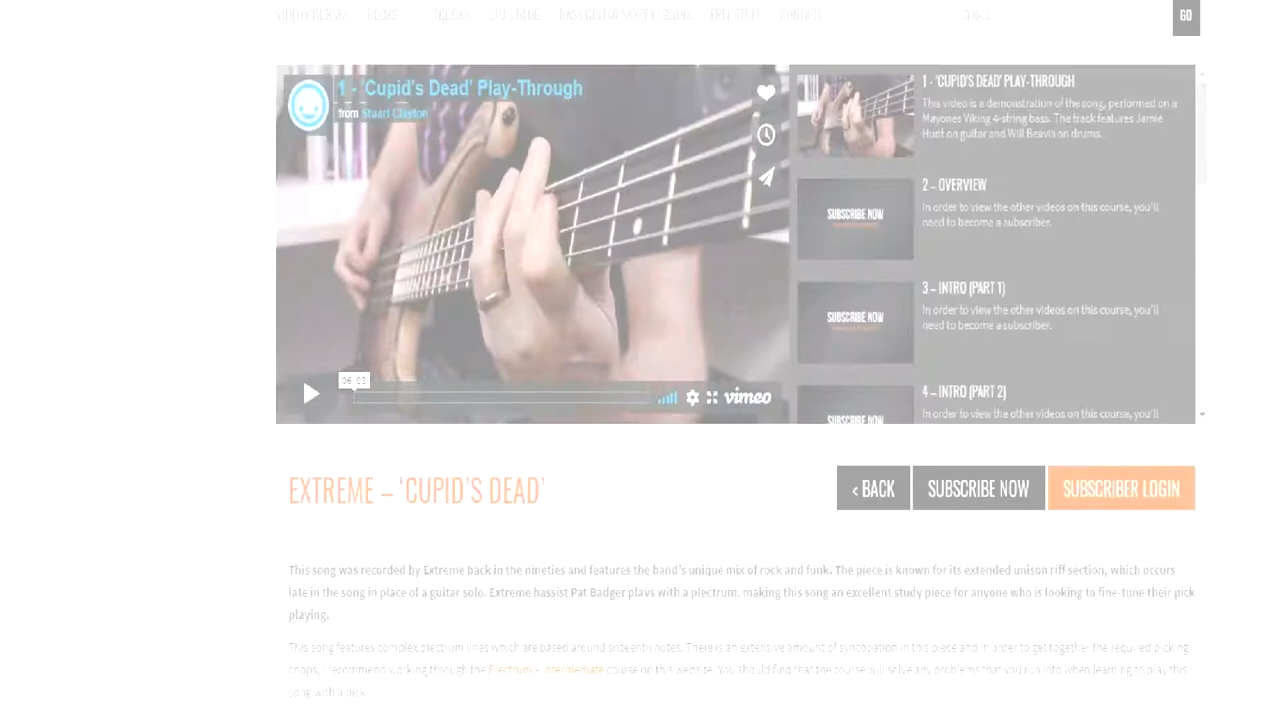 VIDEO COURSES BOOKS EBOOKS STU'S BLOG BASS GUITAR SKYPE LESSONS FREE STUFF CONTACT
GO
1 - 'Cupid's Dead' Play-Through
from Stuart Clayton
06:03
vimeo
1 - 'CUPID'S DEAD' PLAY-THROUGH
This video is a demonstration of the song, performed on a
Mayones Viking 4-string bass. The track features Jamie
Hunt on guitar and Will Beavis on drums.
SUBSCRIBE NOW
2 – OVERVIEW
In order to view the other videos on this course, you'll
need to become a subscriber.
SUBSCRIBE NOW
3 – INTRO (PART 1)
In order to view the other videos on this course, you'll
need to become a subscriber.
SUBSCRIBE NOW
4 – INTRO (PART 2)
In order to view the other videos on this course, you'll
EXTREME – 'CUPID'S DEAD'
< BACK
SUBSCRIBE NOW
SUBSCRIBER LOGIN
This song was recorded by Extreme back in the nineties and features the band's unique mix of rock and funk. The piece is known for its extended unison riff section, which occurs
late in the song in place of a guitar solo. Extreme bassist Pat Badger plays with a plectrum, making this song an excellent study piece for anyone who is looking to fine-tune their pick
playing.
This song features complex plectrum lines which are based around sixteenth notes. There is an extensive amount of syncopation in this piece and in order to get together the required picking
chops, I recommend working through the Plectrum – Intermediate course on this website. You should find that the course will solve any problems that you run into when learning to play this
song with a pick.